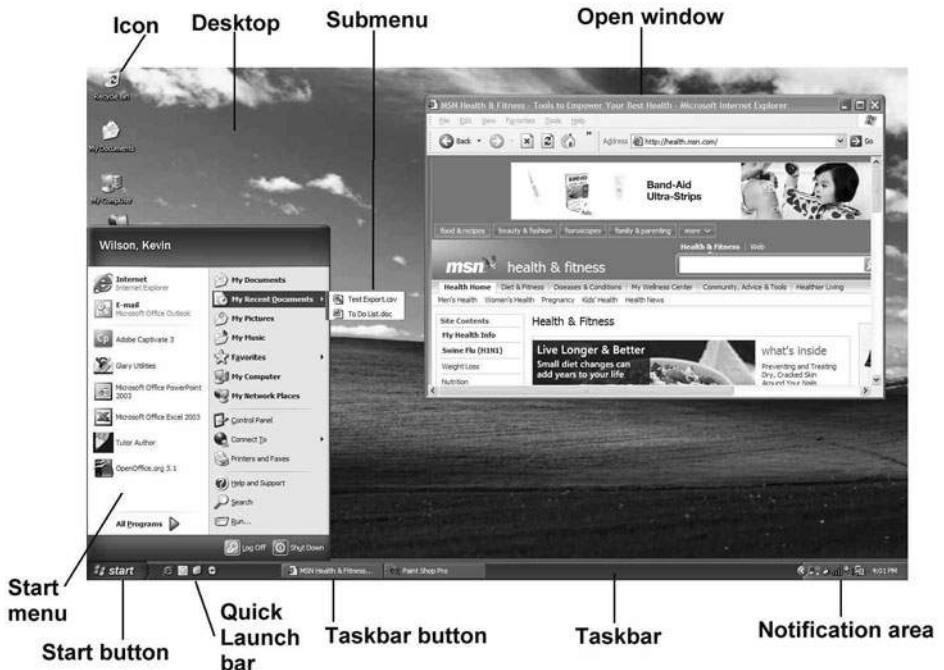 Icon
Desktop
Submenu
Open window
Recycle Bin
My Documents
My Computer
MSN Health & Fitness - Tools to Empower Your Best Health - Microsoft Internet Explorer
File Edit View Favorites Tools Help
Back
Address http://health.msn.com/ Go
BAND-AID
Band-Aid
Ultra-Strips
food & recipes beauty & fashion horoscopes family & parenting more
Health & Fitness Web
msn health & fitness
Health Home Diet & Fitness Diseases & Conditions My Wellness Center Community, Advice & Tools Healthier Living
Men's Health Women's Health Pregnancy Kids' Health Health News
Site Contents
My Health Info
Swine Flu (H1N1)
Weight Loss
Nutrition
Health & Fitness
Live Longer & Better
Small diet changes can
add years to your life
what's inside
Preventing and Treating
Dry, Cracked Skin
Around Your Nails
Wilson, Kevin
Internet
Internet Explorer
E-mail
Microsoft Office Outlook
Cp Adobe Captivate 3
Glary Utilities
Microsoft Office PowerPoint
2003
Microsoft Office Excel 2003
Tutor Author
OpenOffice.org 3.1
All Programs
My Documents
My Recent Documents
My Pictures
My Music
Favorites
My Computer
My Network Places
Control Panel
Connect To
Printers and Faxes
Help and Support
Search
Run...
Test Export.csv
To Do List.doc
Log Off Shut Down
start
MSN Health & Fitness...
Paint Shop Pro
4:01 PM
Start
menu
Start button
Quick
Launch
bar
Taskbar button
Taskbar
Notification area